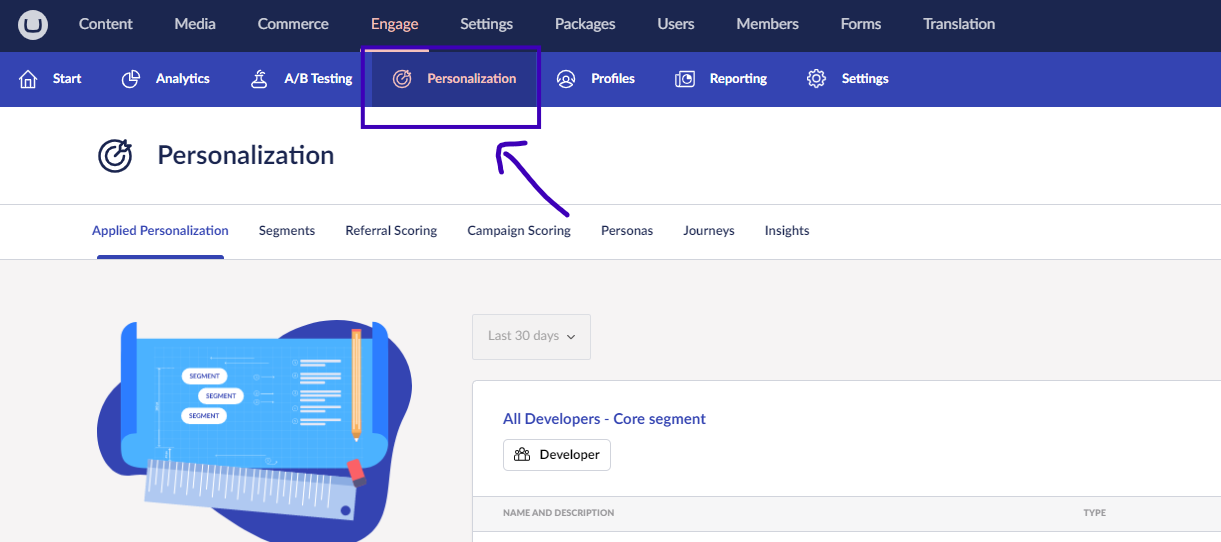 Content Media Commerce Engage Settings Packages Users Members Forms Translation
Start Analytics A/B Testing Personalization Profiles Reporting Settings
Personalization
Applied Personalization Segments Referral Scoring Campaign Scoring Personas Journeys Insights
Last 30 days
SEGMENT
SEGMENT
SEGMENT
All Developers - Core segment
Developer
NAME AND DESCRIPTION TYPE